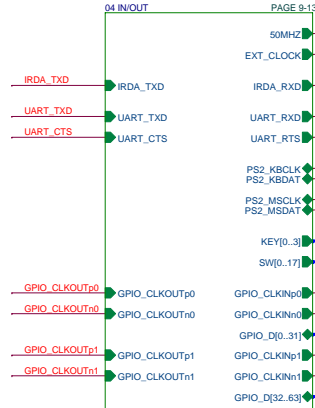 04 IN/OUT PAGE 9-13
50MHZ
EXT_CLOCK
IRDA_TXD IRDA_TXD IRDA_RXD
UART_TXD UART_TXD UART_RXD
UART_CTS UART_CTS UART_RTS
PS2_KBCLK
PS2_KBDAT
PS2_MSCLK
PS2_MSDAT
KEY[0..3]
SW[0..17]
GPIO_CLKOUTp0 GPIO_CLKOUTp0 GPIO_CLKINp0
GPIO_CLKOUTn0 GPIO_CLKOUTn0 GPIO_CLKINn0
GPIO_D[0..31]
GPIO_CLKOUTp1 GPIO_CLKOUTp1 GPIO_CLKINp1
GPIO_CLKOUTn1 GPIO_CLKOUTn1 GPIO_CLKINn1
GPIO_D[32..63]